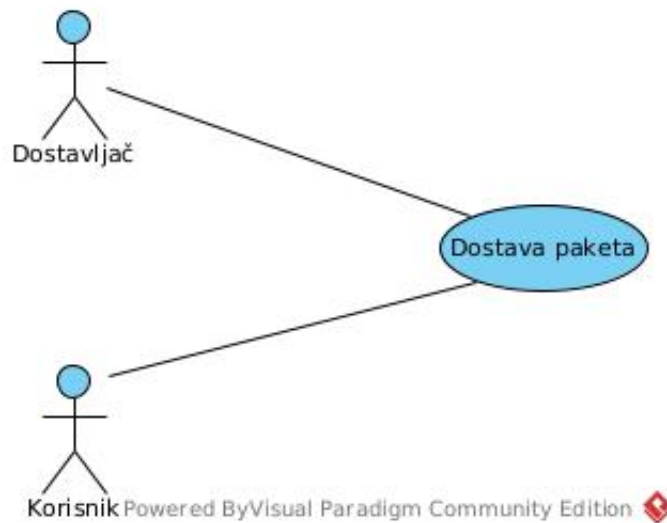 Dostavljač
Dostava paketa
Korisnik
Powered ByVisual Paradigm Community Edition